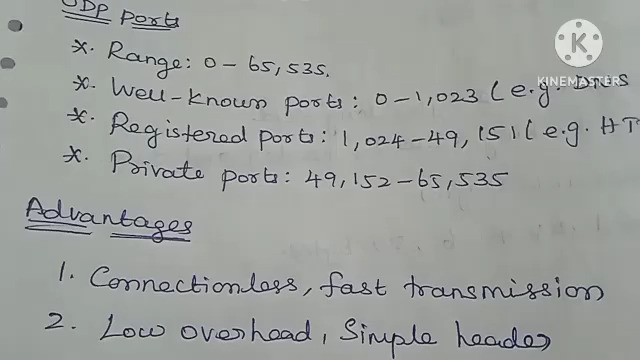 UDP Ports
*. Range: 0 - 65,535.
*. Well-known ports: 0-1,023 (e.g. DNS
*. Registered ports: 1,024-49,151 (e.g. HT
*. Private ports: 49,152-65,535
Advantages
1. Connectionless, fast transmission
2. Low overhead, Simple header
KINEMASTER